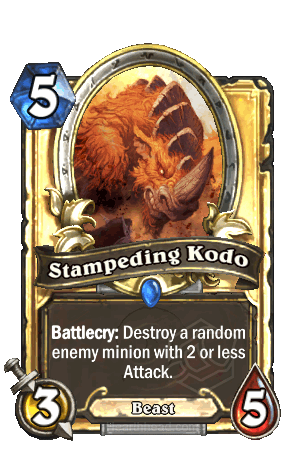 5
Stampeding Kodo
Battlecry: Destroy a random
enemy minion with 2 or less
Attack.
3
Beast
5